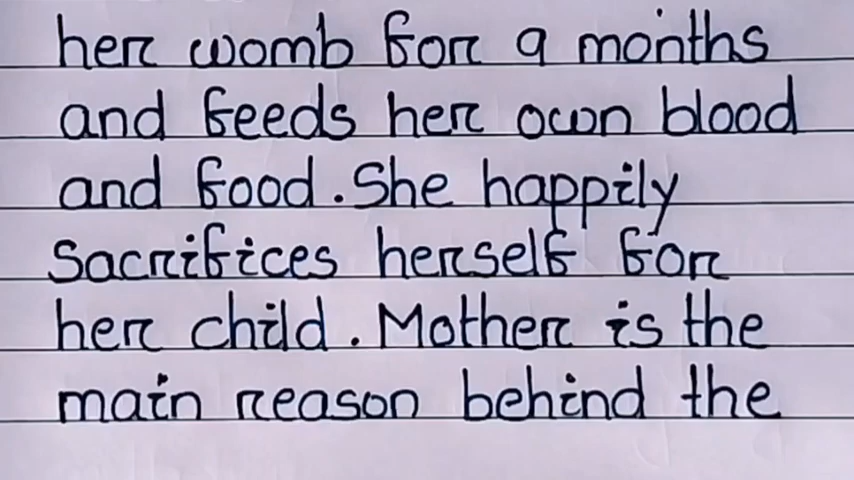 her womb for 9 months
and feeds her own blood
and food. She happily
sacrifices herself for
her child. Mother is the
main reason behind the